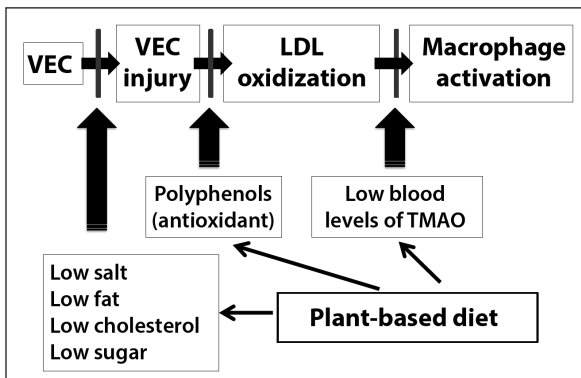 VEC
VEC
injury
LDL
oxidization
Macrophage
activation
Polyphenols
(antioxidant)
Low blood
levels of TMAO
Low salt
Low fat
Low cholesterol
Low sugar
Plant-based diet